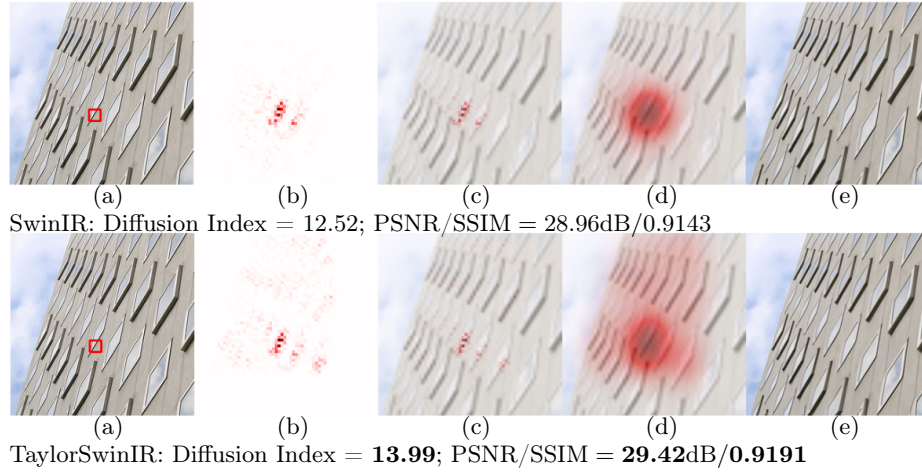 (a) (b) (c) (d) (e)
SwinIR: Diffusion Index = 12.52; PSNR/SSIM = 28.96dB/0.9143
(a) (b) (c) (d) (e)
TaylorSwinIR: Diffusion Index = 13.99; PSNR/SSIM = 29.42dB/0.9191